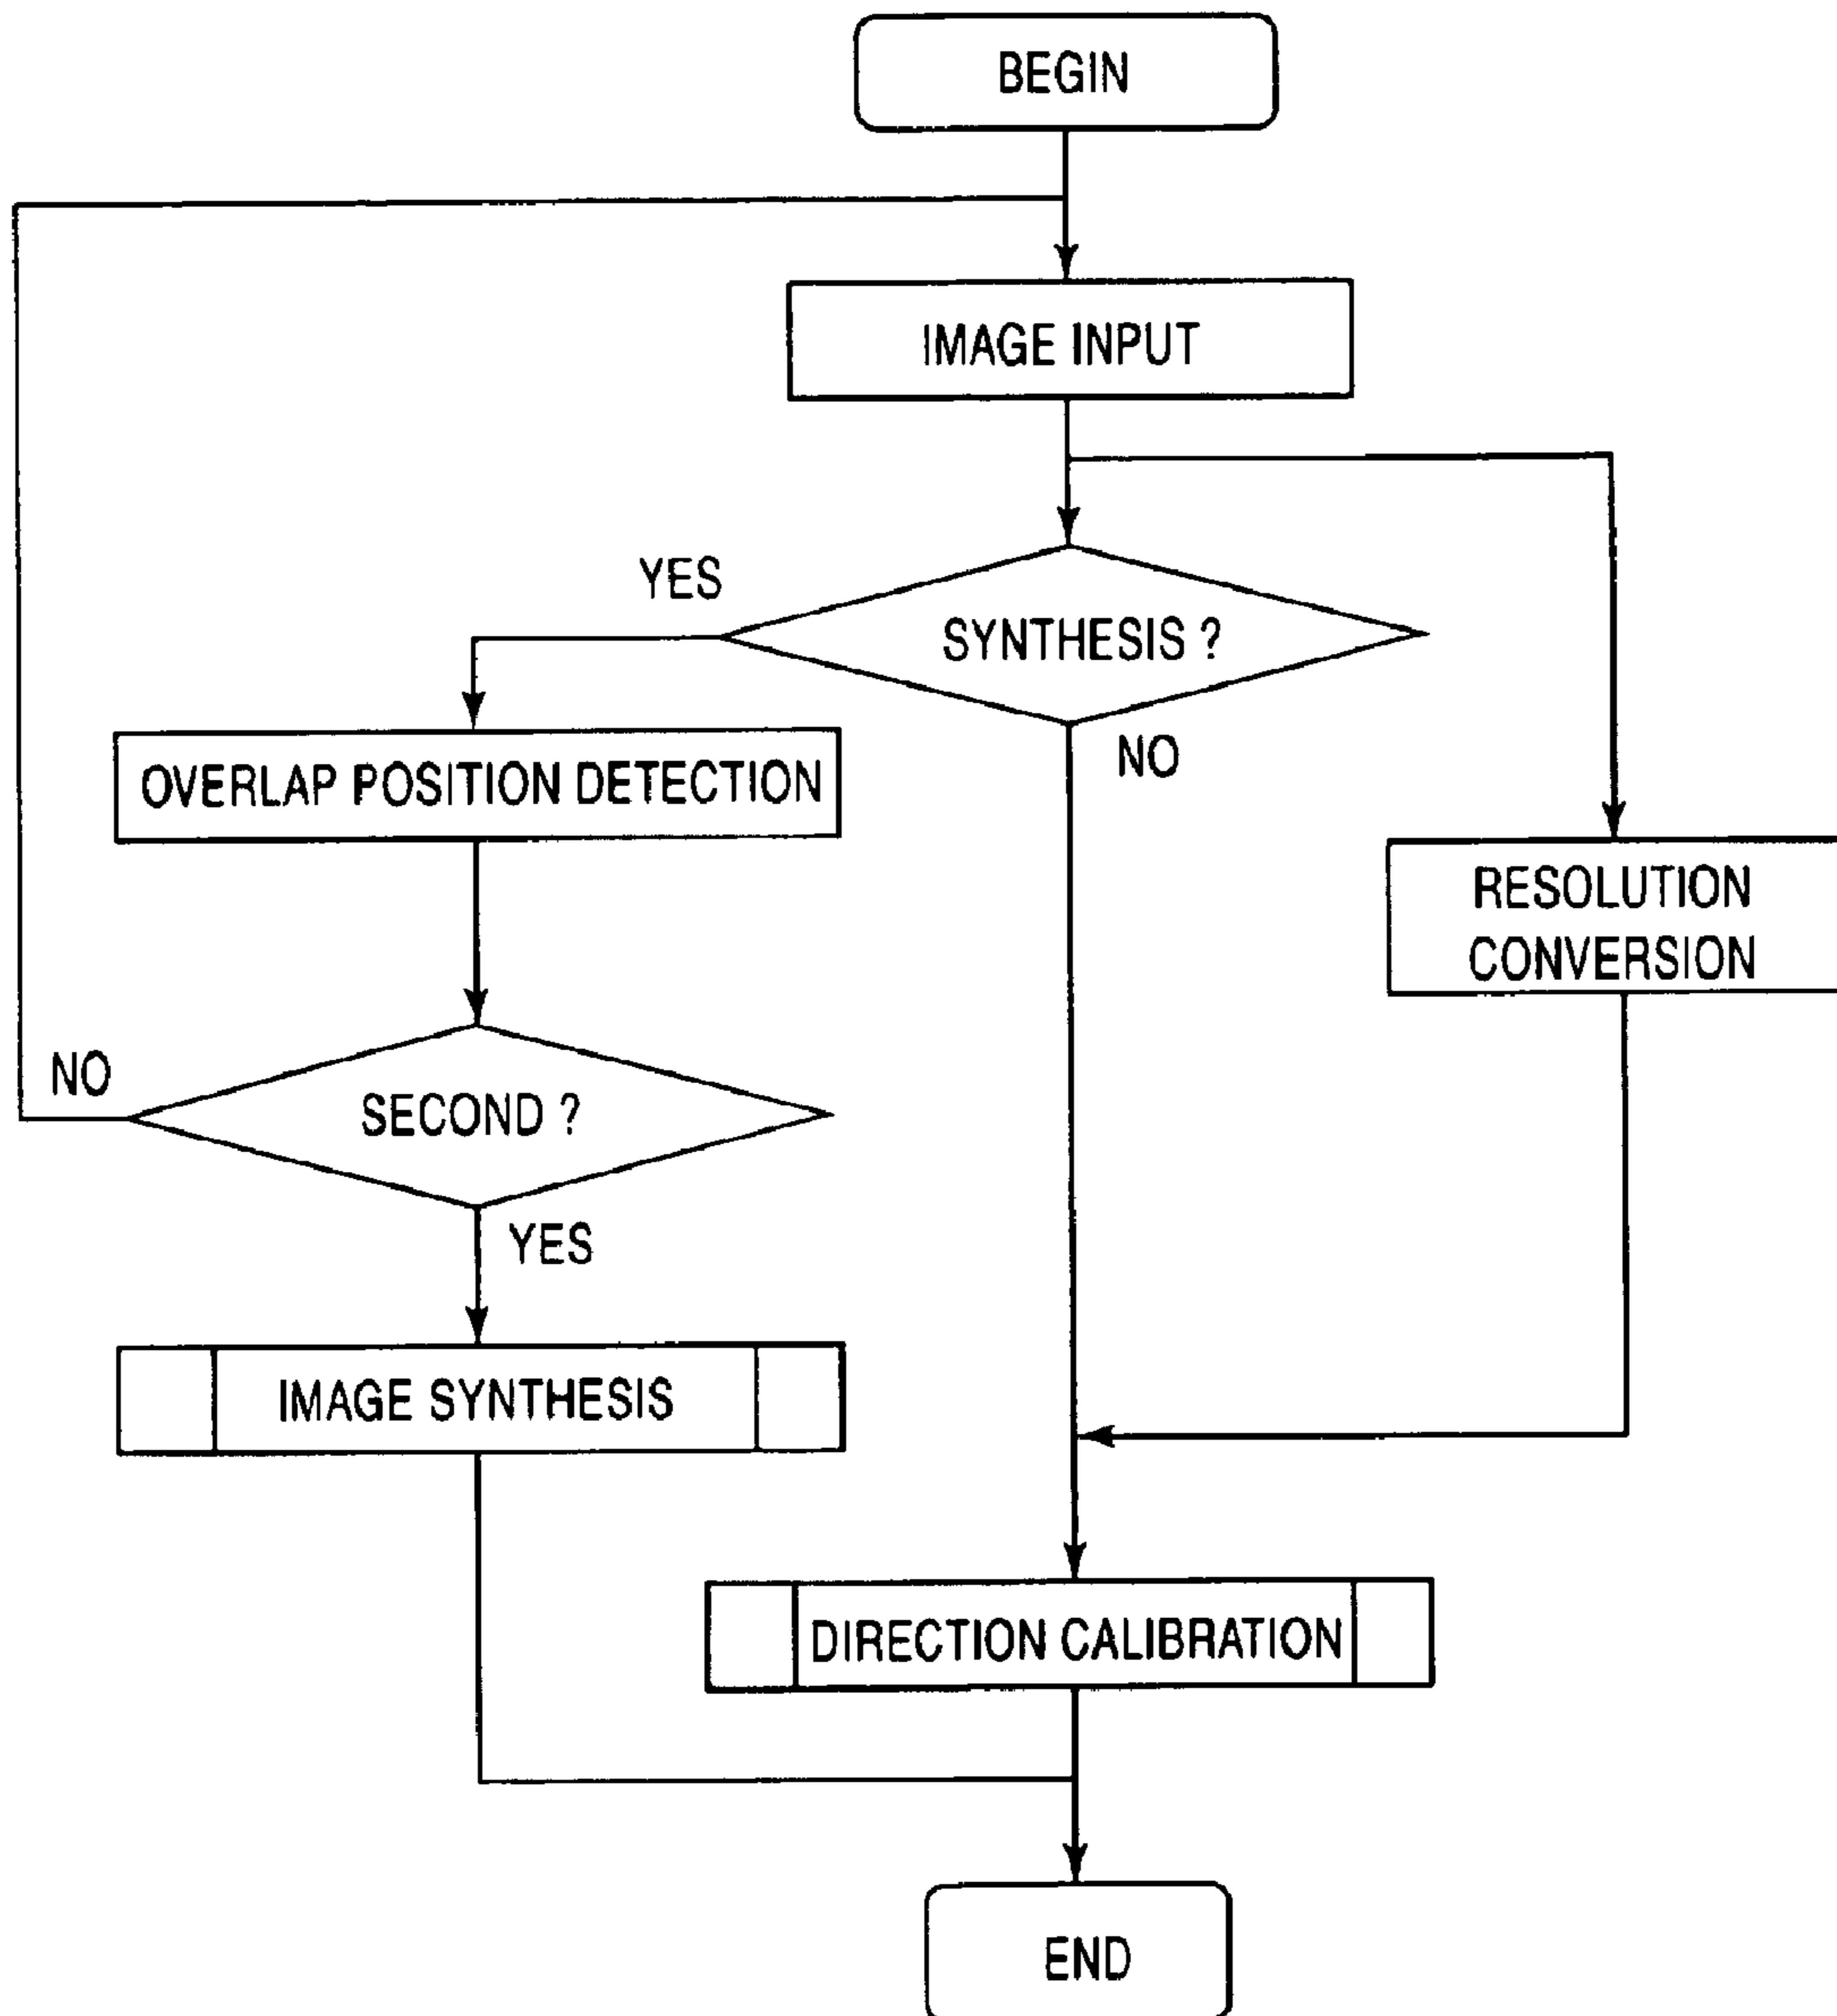 BEGIN
IMAGE INPUT
YES
SYNTHESIS ?
NO
OVERLAP POSITION DETECTION
RESOLUTION
CONVERSION
NO
SECOND ?
YES
IMAGE SYNTHESIS
DIRECTION CALIBRATION
END